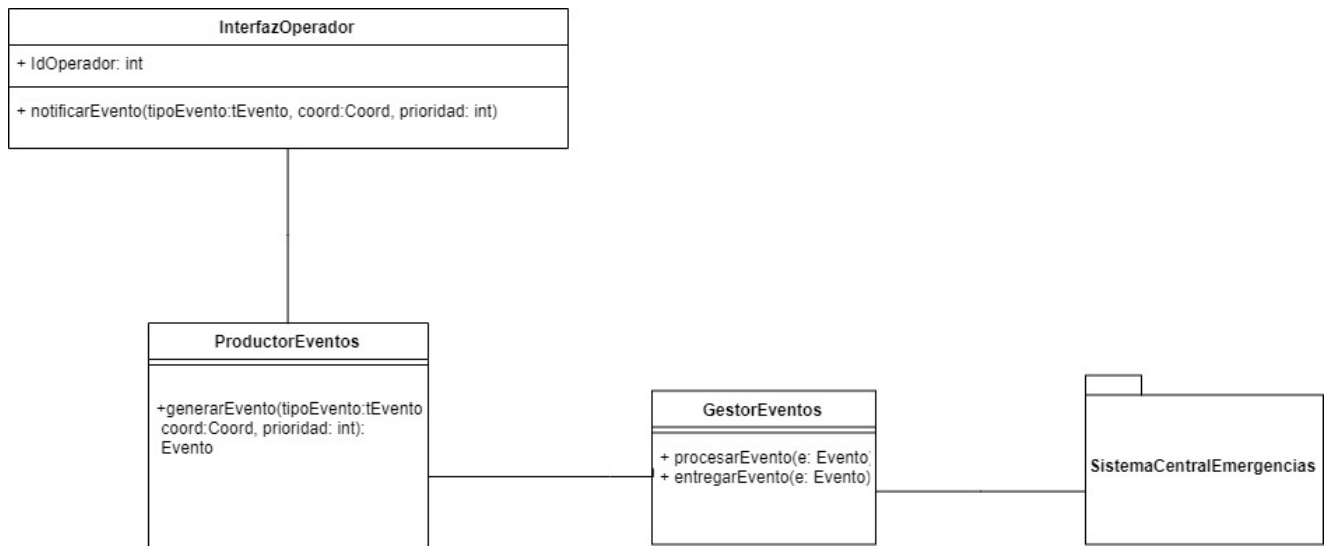 InterfazOperador
+ IdOperador: int
+ notificarEvento(tipoEvento:tEvento, coord:Coord, prioridad: int)
ProductorEventos
+generarEvento(tipoEvento:tEvento
coord:Coord, prioridad: int):
Evento
GestorEventos
+ procesarEvento(e: Evento)
+ entregarEvento(e: Evento)
SistemaCentralEmergencias